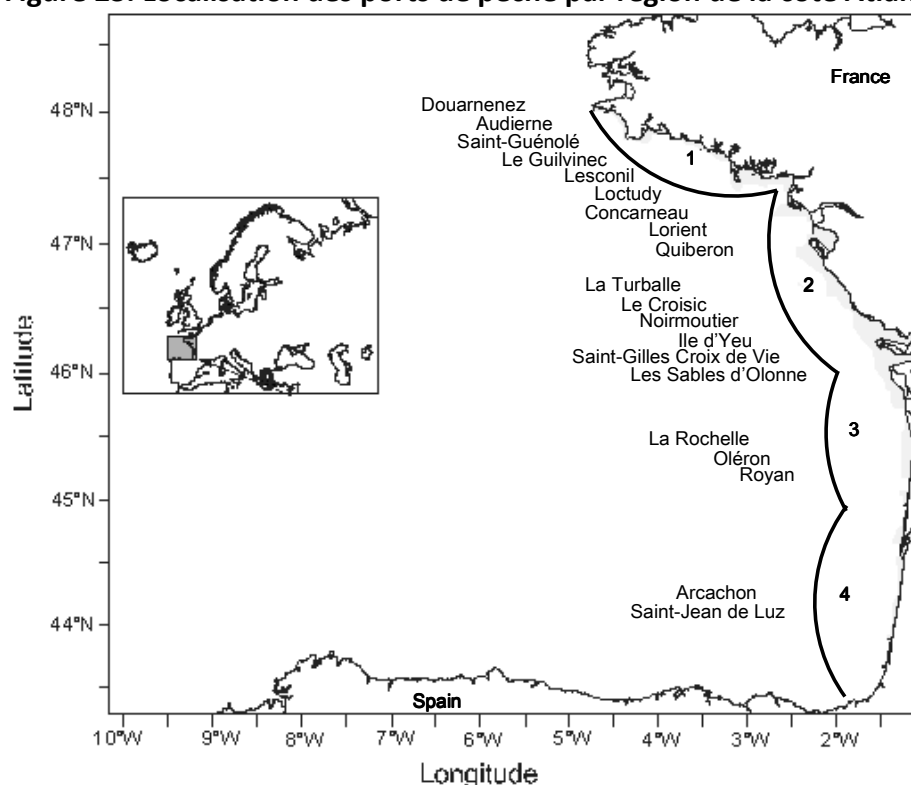 Figure Localisation des ports de pêche par région de la côte
France
48°N
Douarnenez
Audierne
Saint-Guénolé
Le Guilvinec
Lesconil
Loctudy
Concarneau
Lorient
Quiberon
1
47°N
La Turballe
Le Croisic
Noirmoutier
Ile d'Yeu
Saint-Gilles Croix de Vie
Les Sables d'Olonne
2
46°N
Latitude
La Rochelle
Oléron
Royan
3
45°N
Arcachon
Saint-Jean de Luz
4
44°N
Spain
10°W 9°W 8°W 7°W 6°W 5°W 4°W 3°W 2°W
Longitude